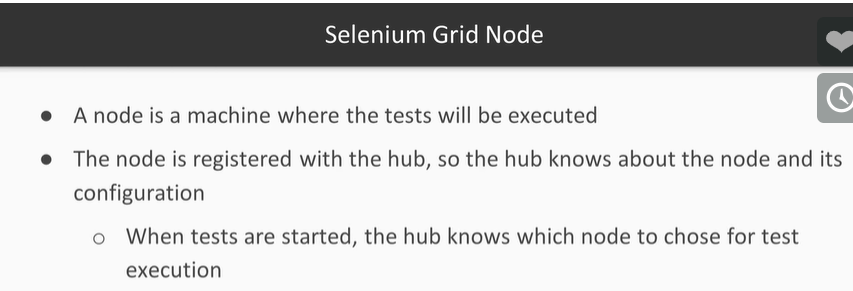 Selenium Grid Node
● A node is a machine where the tests will be executed
● The node is registered with the hub, so the hub knows about the node and its
configuration
○ When tests are started, the hub knows which node to chose for test
execution